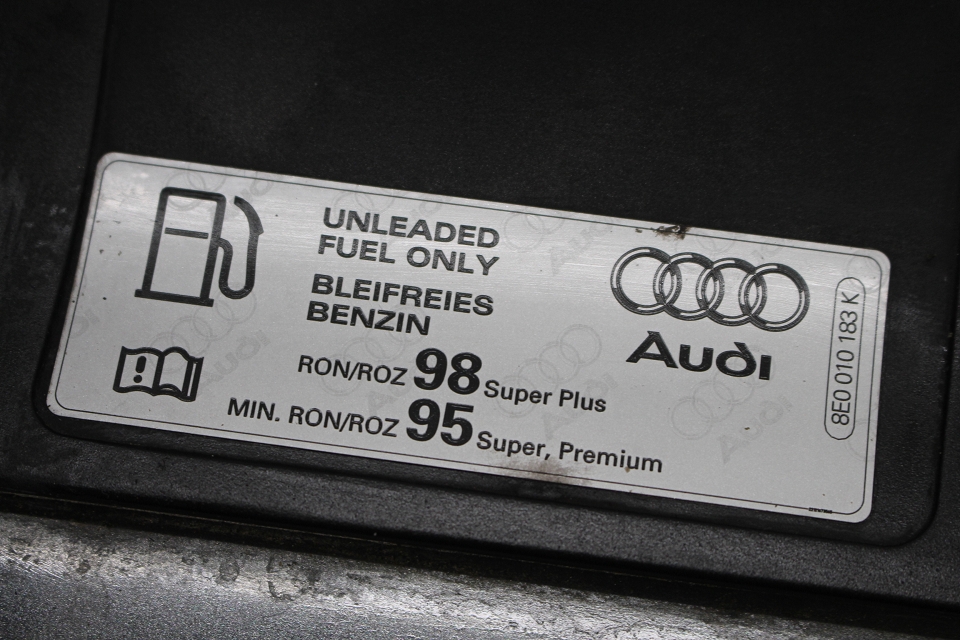 UNLEADED
FUEL ONLY
BLEIFREIES
BENZIN
RON/ROZ 98 Super Plus
MIN. RON/ROZ 95 Super, Premium
Audi
8E0 010 183 K